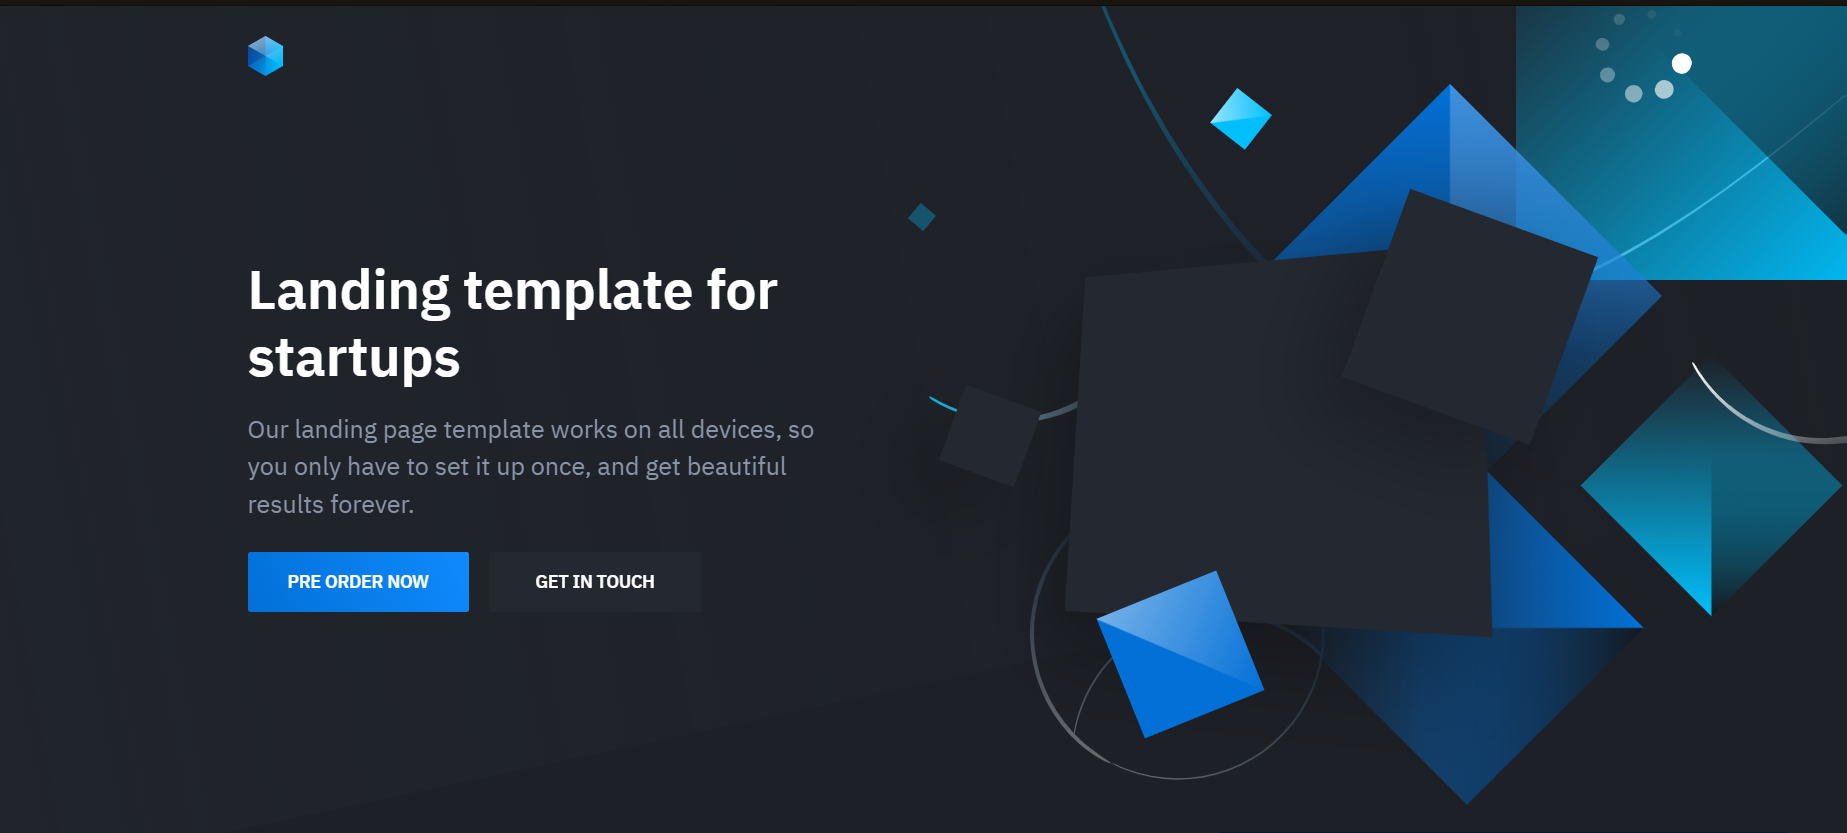 Landing template for
startups
Our landing page template works on all devices, so
you only have to set it up once, and get beautiful
results forever.
PRE ORDER NOW
GET IN TOUCH